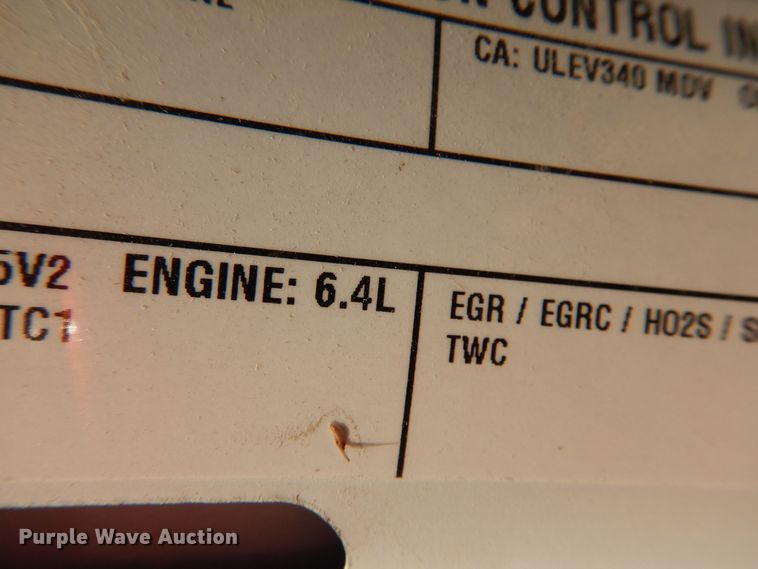 CONTROL
CA: ULEV340 MDV
5V2 ENGINE: 6.4L
TC1
EGR / EGRC / HO2S /
TWC
Purple Wave Auction